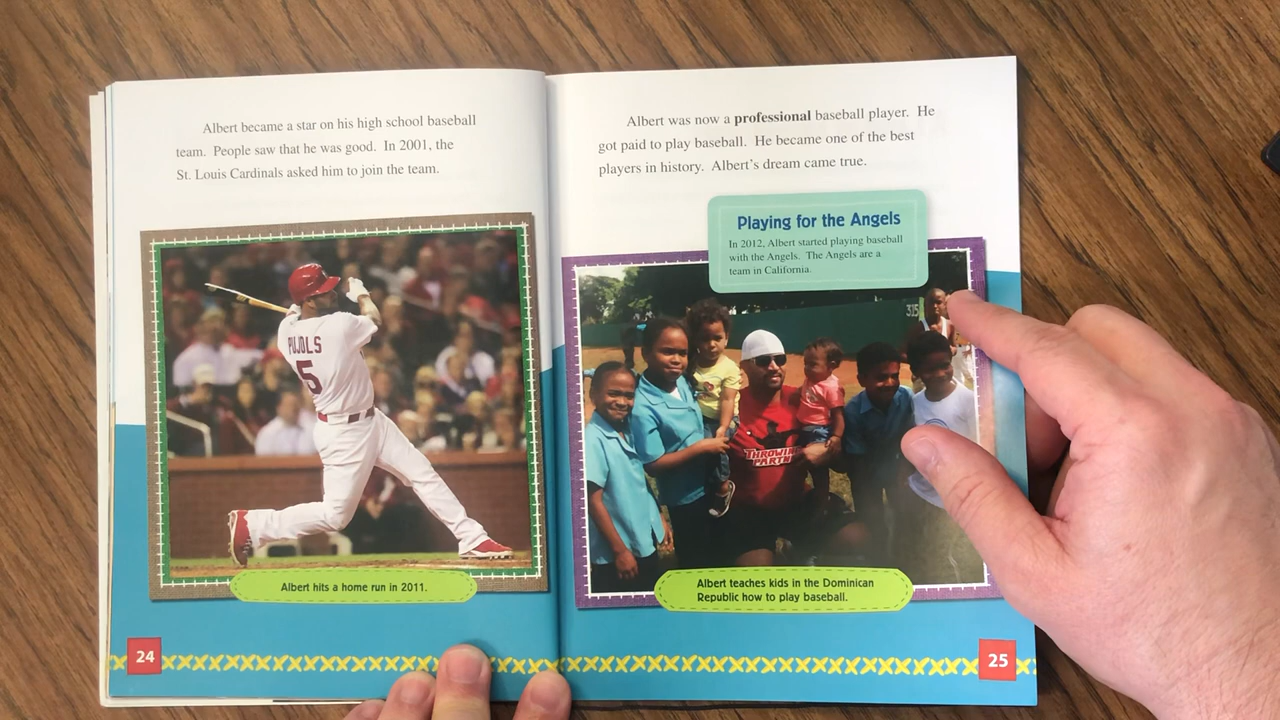 Albert became a star on his high school baseball
team. People saw that he was good. In 2001, the
St. Louis Cardinals asked him to join the team.
PUJOLS
5
Albert hits a home run in 2011.
24
Albert was now a professional baseball player. He
got paid to play baseball. He became one of the best
players in history. Albert's dream came true.
Playing for the Angels
In 2012, Albert started playing baseball
with the Angels. The Angels are a
team in California.
315
THROWIN
PARTN
Albert teaches kids in the Dominican
Republic how to play baseball.
25